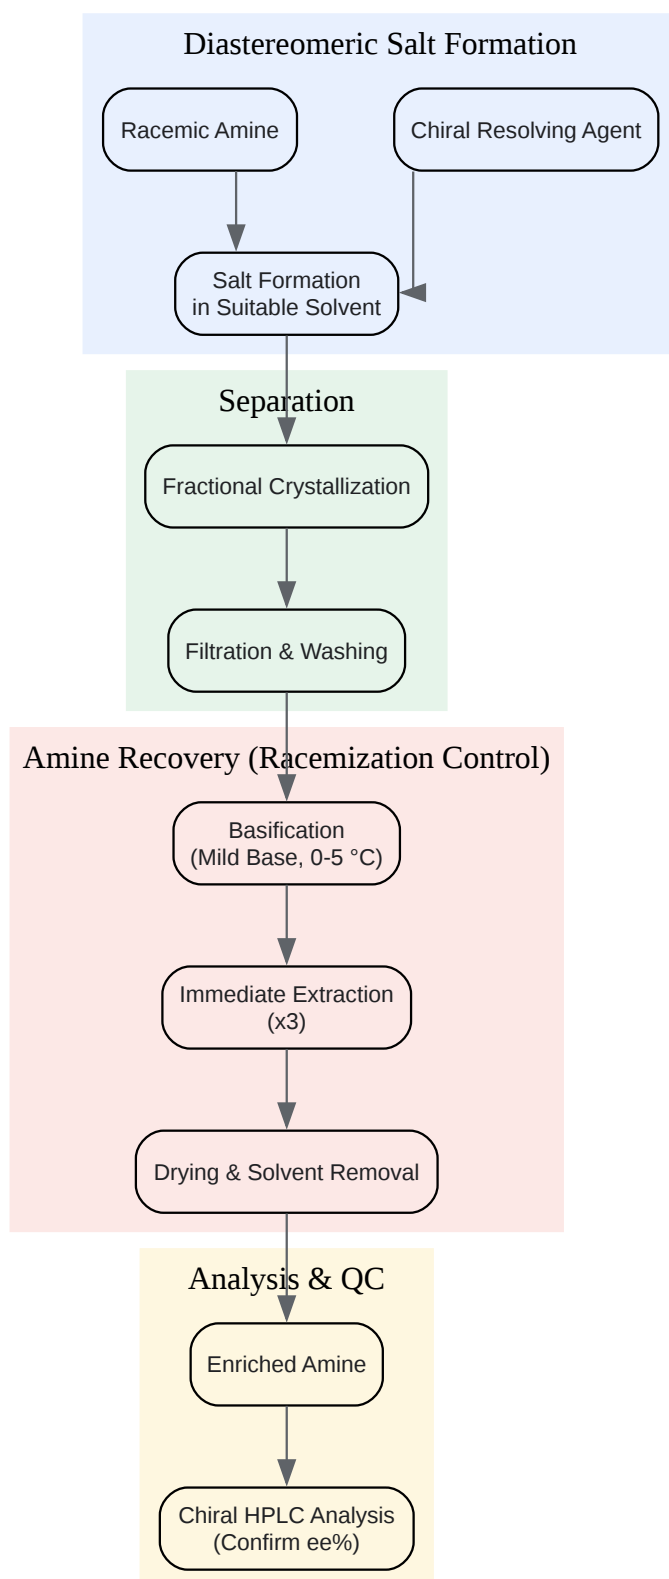 Diastereomeric Salt Formation
Racemic Amine
Chiral Resolving Agent
Salt Formation
in Suitable Solvent
Separation
Fractional Crystallization
Filtration & Washing
Amine Recovery (Racemization Control)
Basification
(Mild Base, 0-5 °C)
Immediate Extraction
(x3)
Drying & Solvent Removal
Analysis & QC
Enriched Amine
Chiral HPLC Analysis
(Confirm ee%)